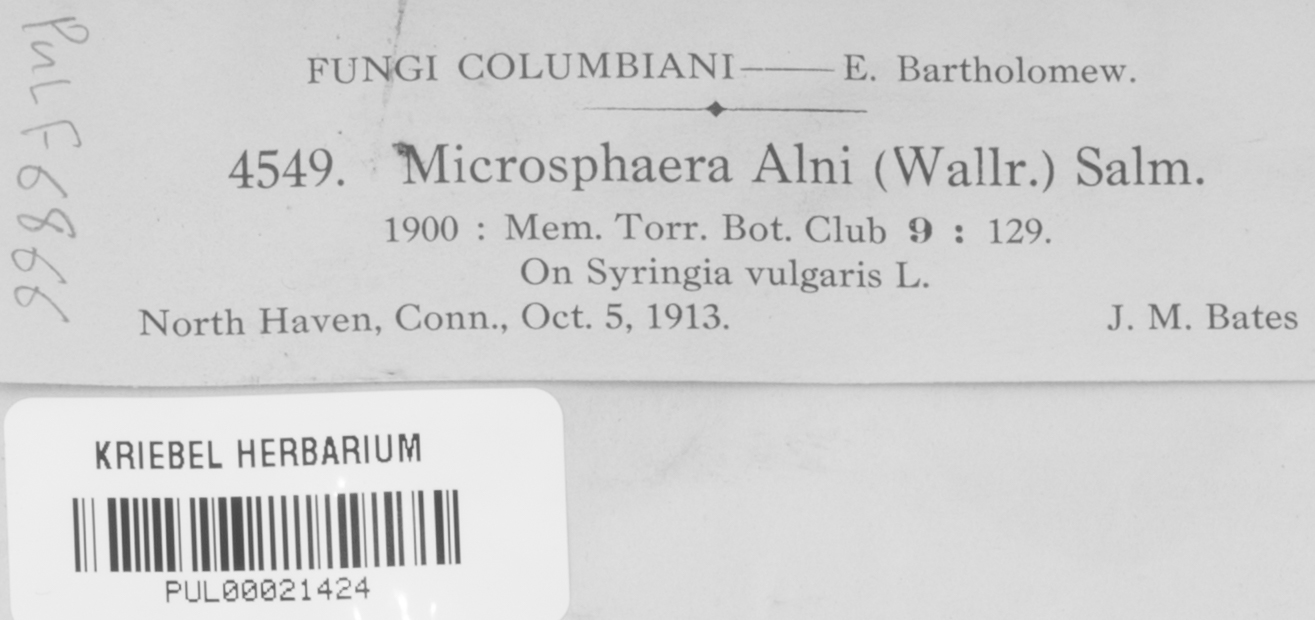 PUL F6866
FUNGI COLUMBIANI—— E. Bartholomew.
4549. Microsphaera Alni (Wallr.) Salm.
1900 : Mem. Torr. Bot. Club 9 : 129.
On Syringia vulgaris L.
North Haven, Conn., Oct. 5, 1913. J. M. Bates
KRIEBEL HERBARIUM
PUL00021424